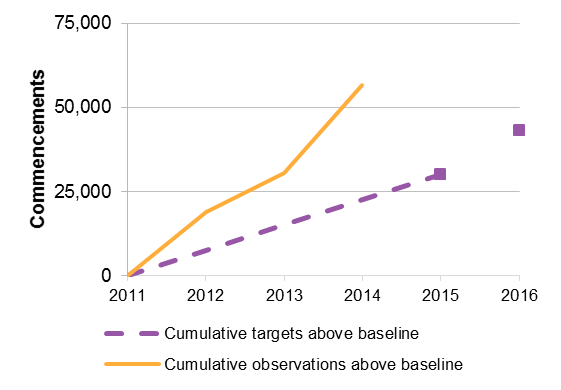 75,000
50,000
25,000
0
Commencements
2011 2012 2013 2014 2015 2016
Cumulative targets above baseline
Cumulative observations above baseline